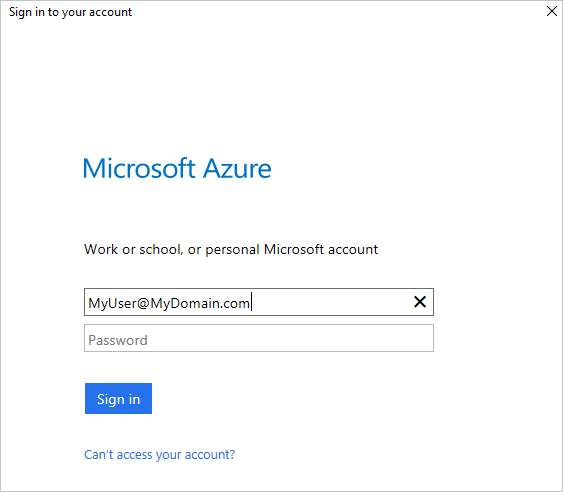 Sign in to your account
Microsoft Azure
Work or school, or personal Microsoft account
MyUser@MyDomain.com
Password
Sign in
Can't access your account?